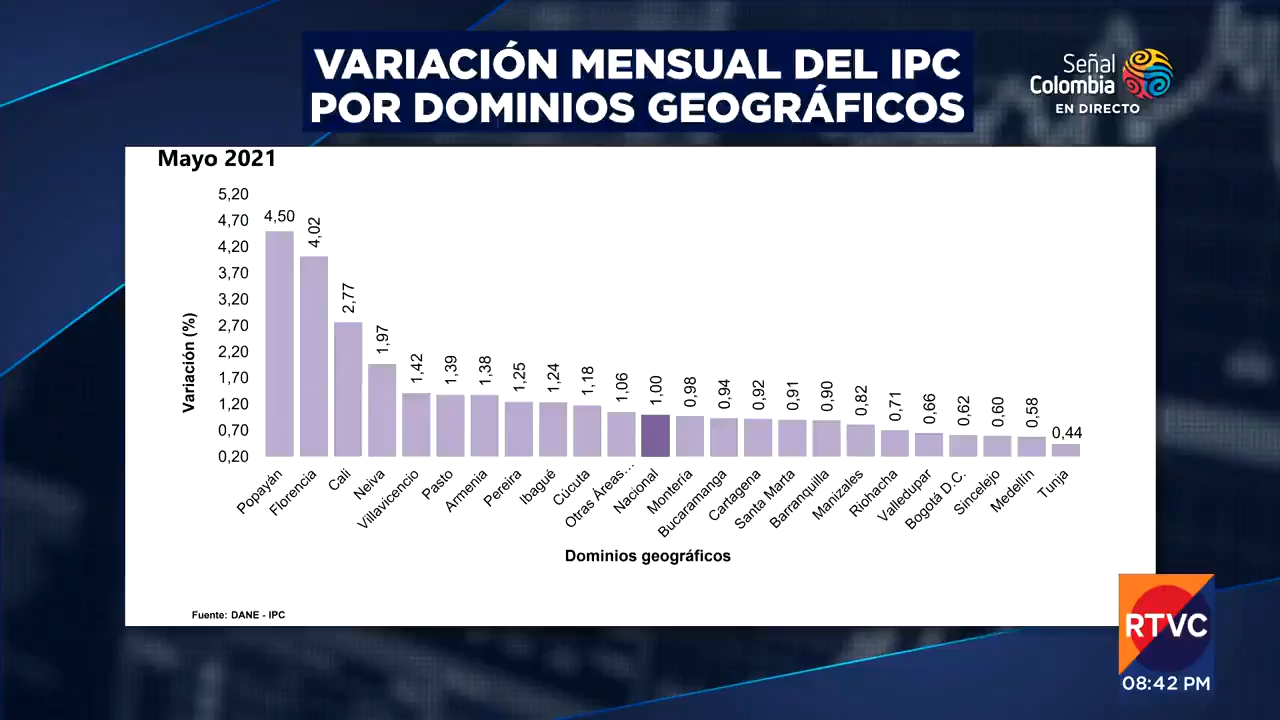 VARIACIÓN MENSUAL DEL IPC
POR DOMINIOS GEOGRÁFICOS
Señal
Colombia
EN DIRECTO
Mayo 2021
5,20
4,70
4,20
3,70
3,20
2,70
2,20
1,70
1,20
0,70
0,20
Variación (%)
4,50
4,02
2,77
1,97
1,42
1,39
1,38
1,25
1,24
1,18
1,06
1,00
0,98
0,94
0,92
0,91
0,90
0,82
0,71
0,66
0,62
0,60
0,58
0,44
Popayán
Florencia
Cali
Neiva
Villavicencio
Pasto
Armenia
Pereira
Ibagué
Cúcuta
Otras Áreas...
Nacional
Montería
Bucaramanga
Cartagena
Santa Marta
Barranquilla
Manizales
Riohacha
Valledupar
Bogotá D.C.
Sincelejo
Medellín
Tunja
Dominios geográficos
Fuente: DANE - IPC
RTVC
08:42 PM